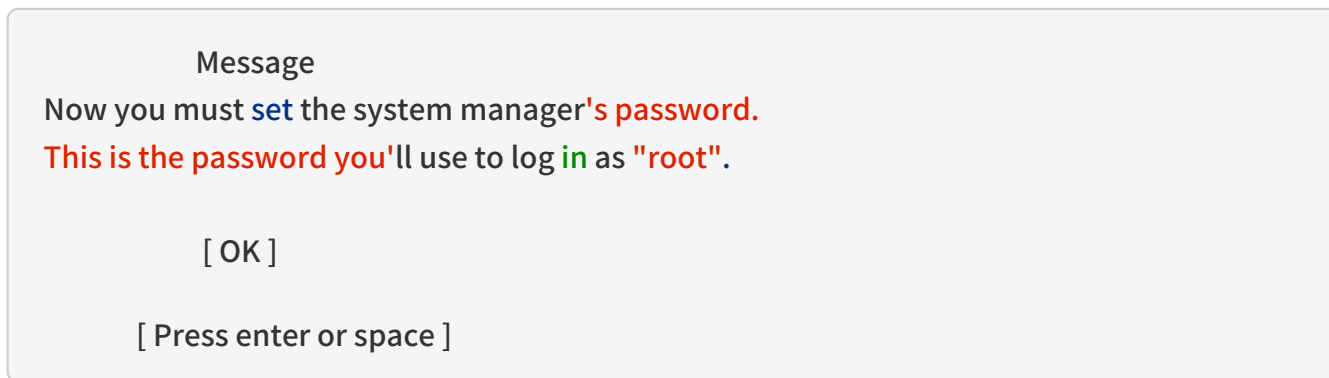 Message
Now you must set the system manager's password.
This is the password you'll use to log in as "root".
[ OK ]
[ Press enter or space ]